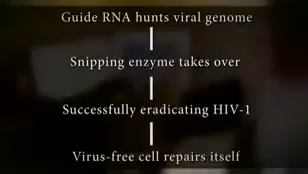 Guide RNA hunts viral genome
Snipping enzyme takes over
Successfully eradicating HIV-1
Virus-free cell repairs itself